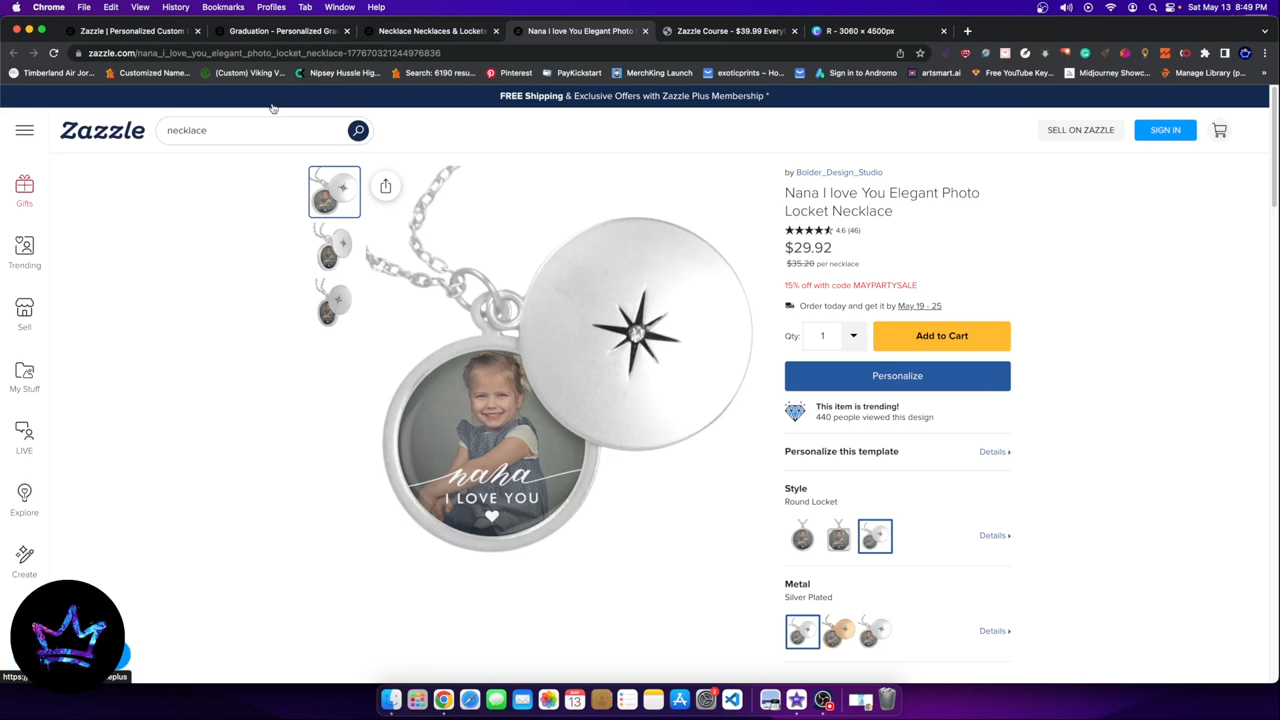 Chrome File Edit View History Bookmarks Profiles Tab Window Help Sat May 13 8:49 PM
Zazzle | Personalized Custom Graduation - Personalized Gra Necklace Necklaces & Lockets Nana I love You Elegant Photo Zazzle Course - $39.99 Every R - 3060 × 4500px
zazzle.com/nana_i_love_you_elegant_photo_locket_necklace-177670321244976836
Timberland Air Jor... Customized Name... (Custom) Viking V... Nipsey Hussle Hig... Search: 6190 resu... Pinterest PayKickstart MerchKing Launch exoticprints – Ho... Sign in to Andromo artsmart.ai Free YouTube Key... Midjourney Showc... Manage Library (p...
FREE Shipping & Exclusive Offers with Zazzle Plus Membership *
Zazzle necklace SELL ON ZAZZLE SIGN IN
Gifts
Trending
Sell
My Stuff
LIVE
Explore
Create
nana
I LOVE YOU
by Bolder_Design_Studio
Nana I love You Elegant Photo
Locket Necklace
4.6 (46)
$29.92
$35.20 per necklace
15% off with code MAYPARTYSALE
Order today and get it by May 19 - 25
Qty: 1 Add to Cart
Personalize
This item is trending!
440 people viewed this design
Personalize this template Details
Style
Round Locket
Details
Metal
Silver Plated
Details